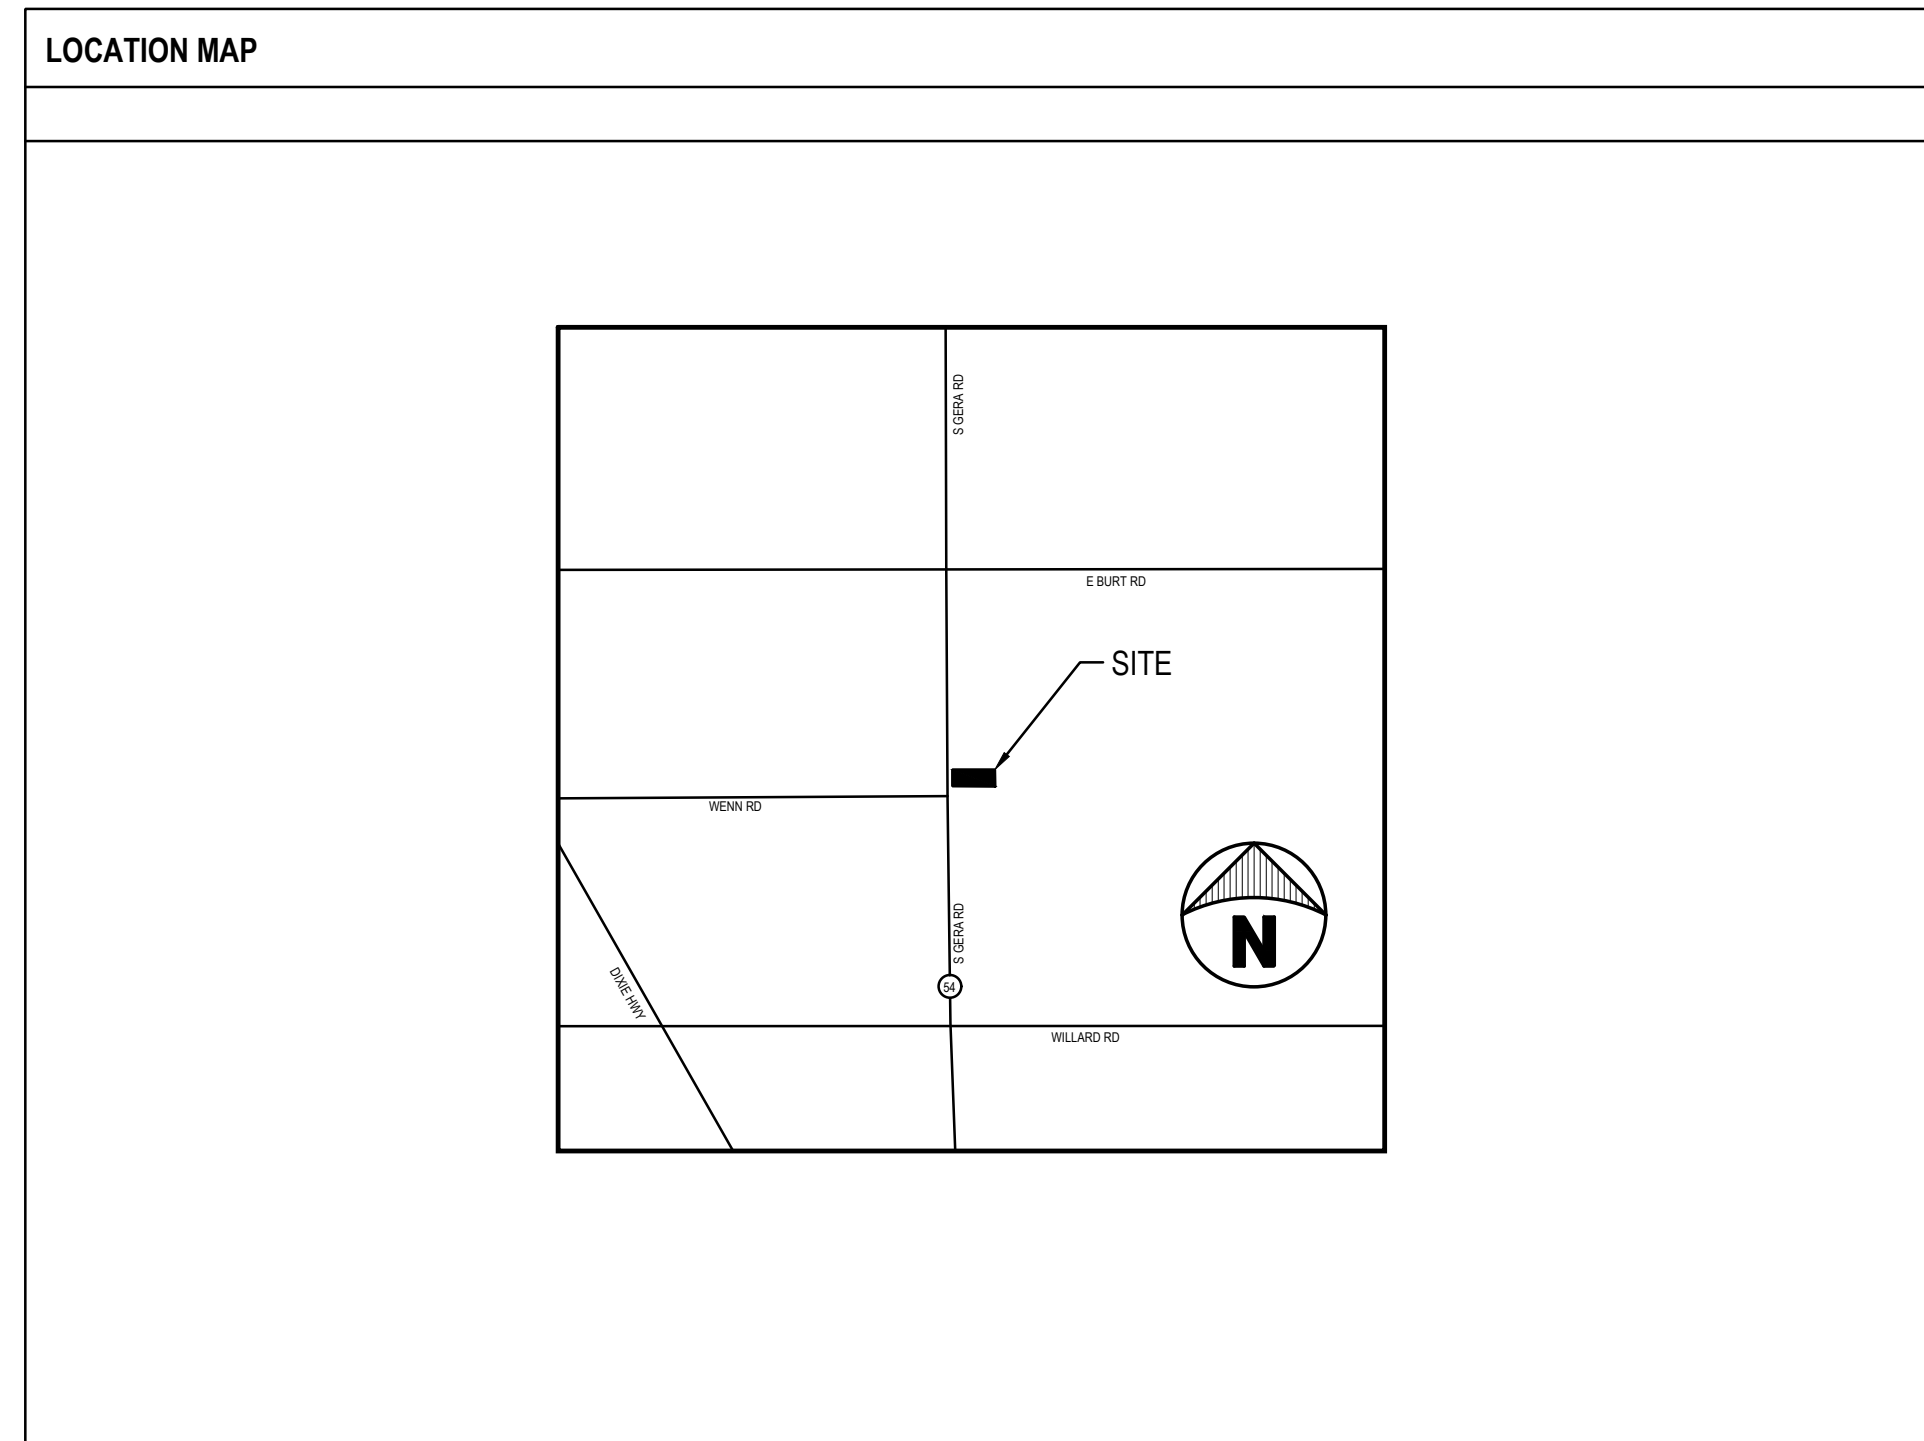 LOCATION MAP
S GERA RD
E BURT RD
SITE
WENN RD
S GERA RD
N
DIXIE HWY
54
WILLARD RD